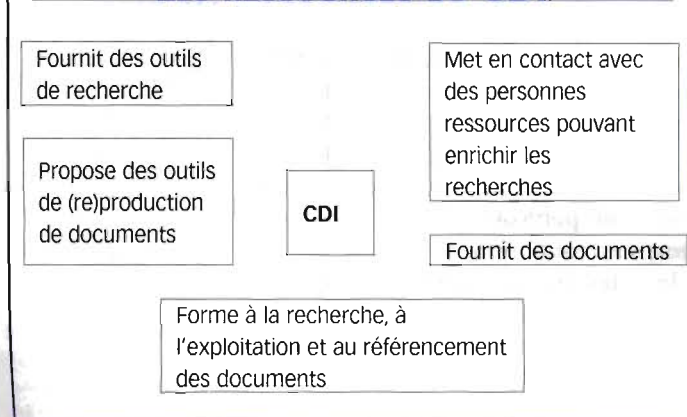 Fournit des outils
de recherche
Met en contact avec
des personnes
ressources pouvant
enrichir les
recherches
Propose des outils
de (re)production
de documents
CDI
Fournit des documents
Forme à la recherche, à
l'exploitation et au référencement
des documents